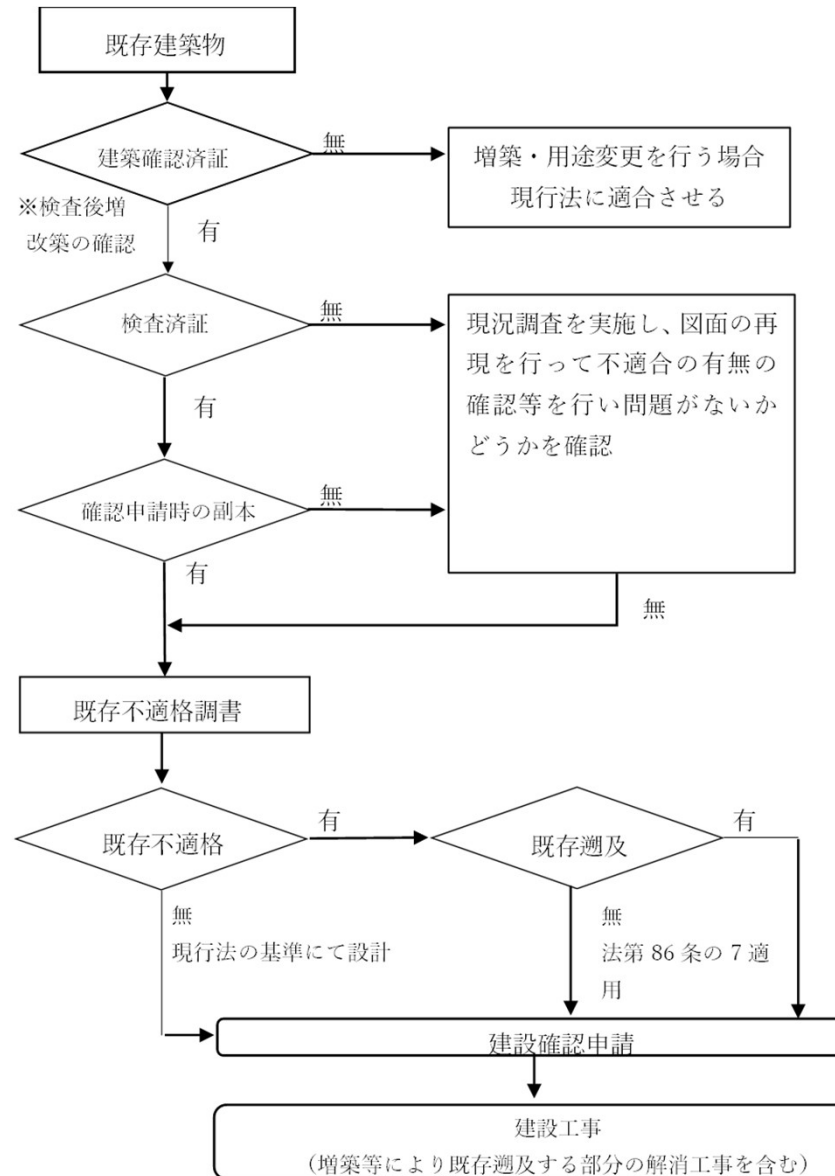 既存建築物
建築確認済証
無
増築・用途変更を行う場合
現行法に適合させる
※検査後増
改築の確認
有
検査済証
無
現況調査を実施し、図面の再
現を行って不適合の有無の
確認等を行い問題がないか
どうかを確認
有
確認申請時の副本
無
有
無
既存不適格調書
既存不適格
有
既存遡及
有
無
現行法の基準にて設計
無
法第 86 条の 7 適
用
建設確認申請
建設工事
（増築等により既存遡及する部分の解消工事を含む）